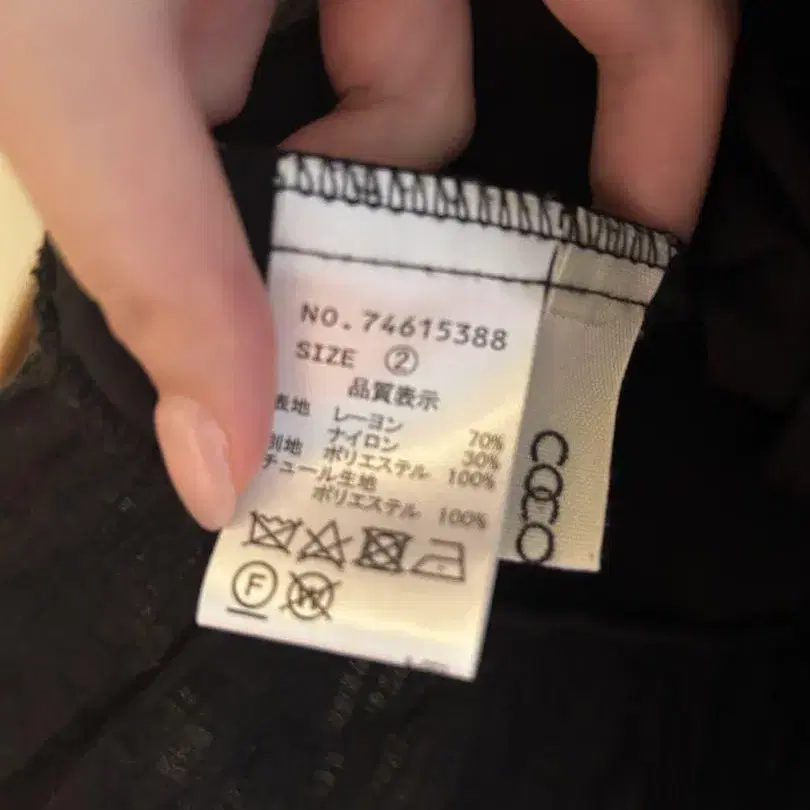 NO.74615388
SIZE ②
品質表示
表地 レーヨン 70%
ナイロン 30%
別地 ポリエステル 100%
チュール生地
ポリエステル 100%
F W